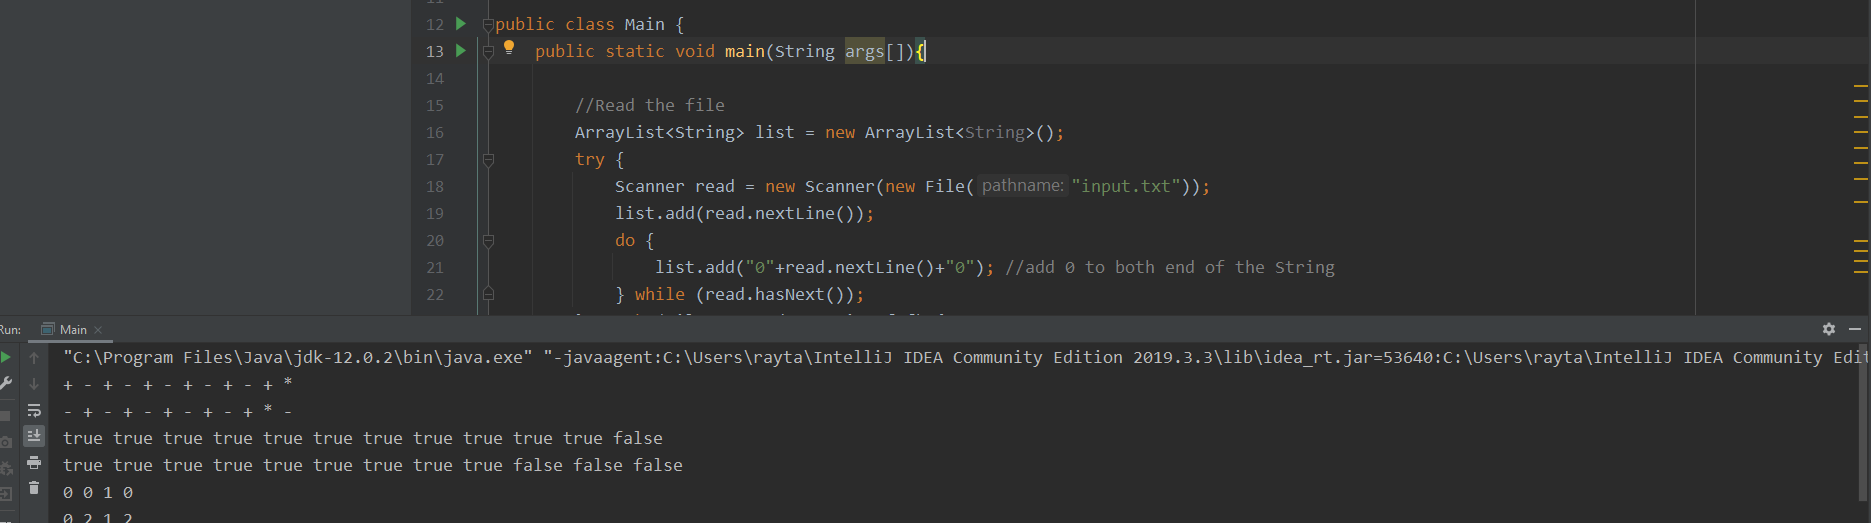 11
12 public class Main {
13 public static void main(String args[]){
14
15 //Read the file
16 ArrayList<String> list = new ArrayList<String>();
17 try {
18 Scanner read = new Scanner(new File( pathname: "input.txt"));
19 list.add(read.nextLine());
20 do {
21 list.add("0"+read.nextLine()+"0"); //add 0 to both end of the String
22 } while (read.hasNext());
Run: Main
"C:\Program Files\Java\jdk-12.0.2\bin\java.exe" "-javaagent:C:\Users\rayta\IntelliJ IDEA Community Edition 2019.3.3\lib\idea_rt.jar=53640:C:\Users\rayta\IntelliJ IDEA Community Edit
+ - + - + - + - + - + *
- + - + - + - + - + * -
true true true true true true true true true true true false
true true true true true true true true true false false false
0 0 1 0
0 2 1 2